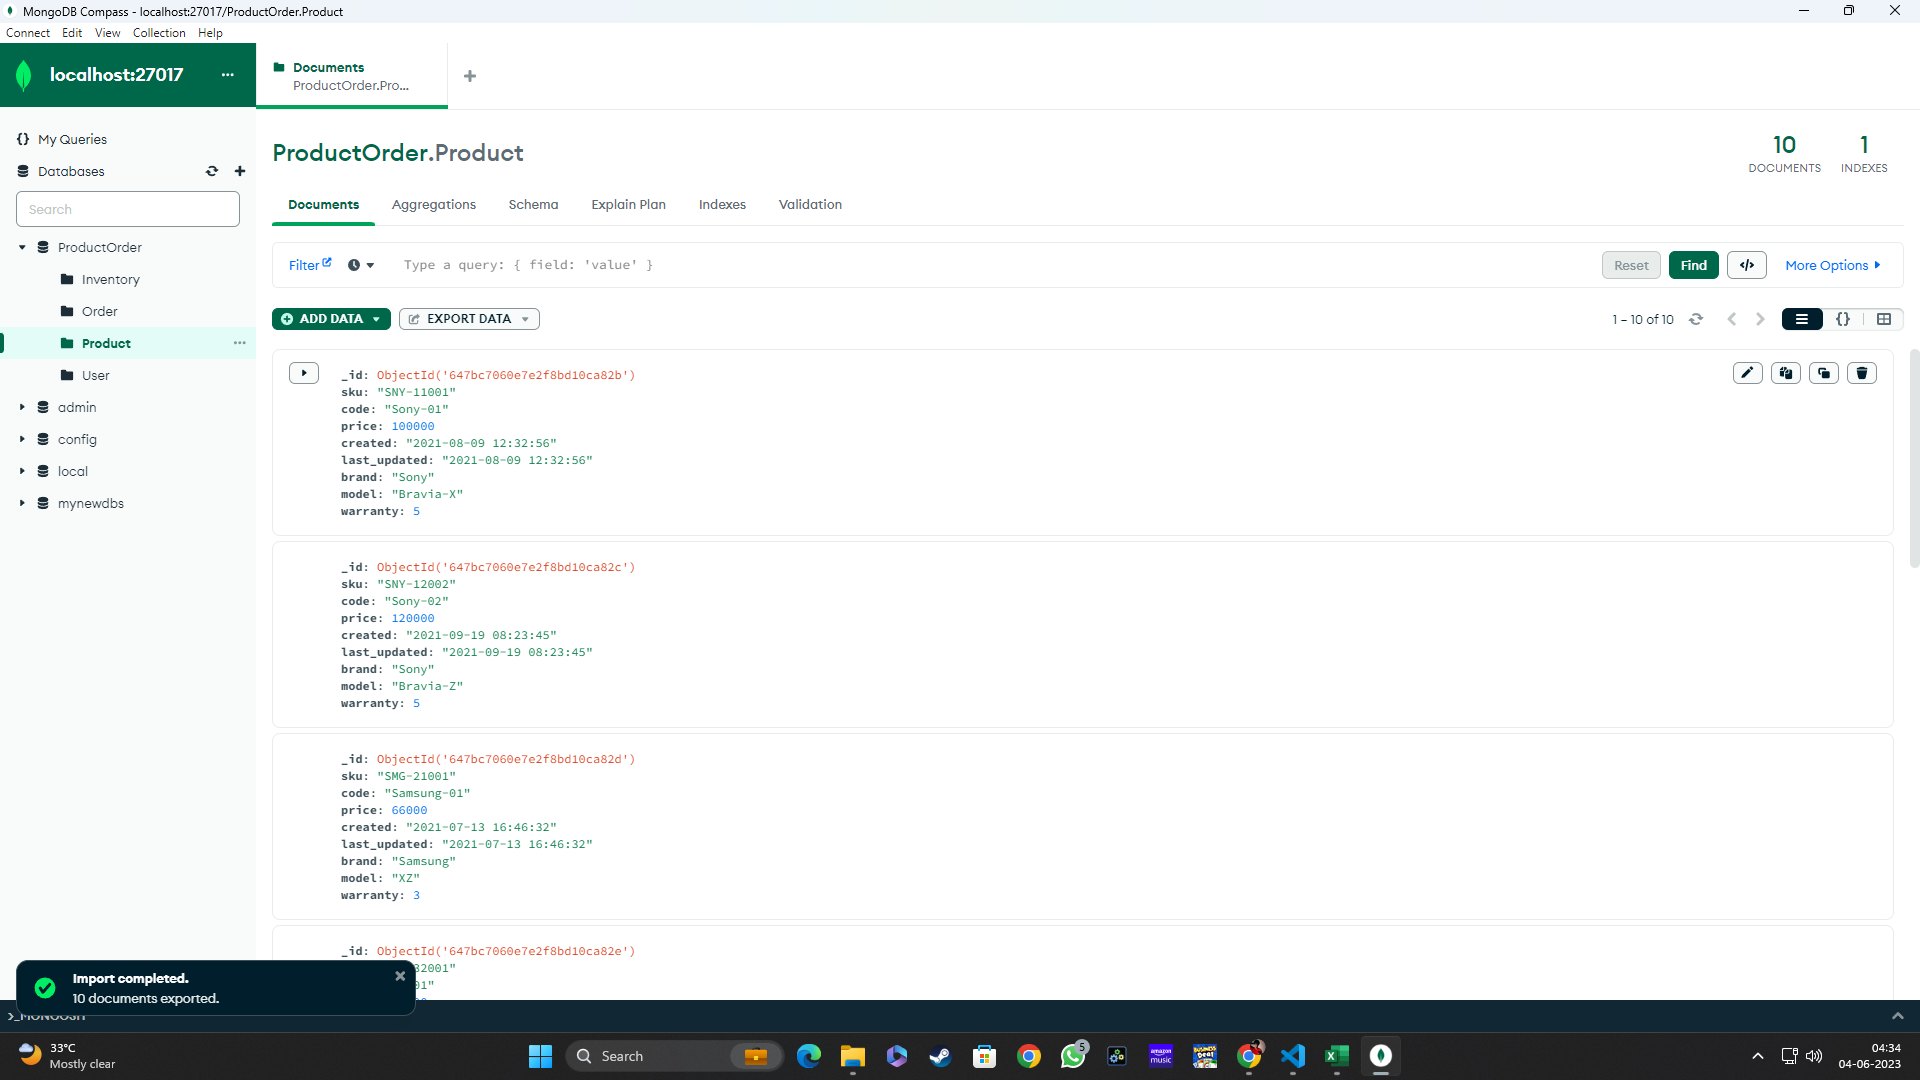 MongoDB Compass - localhost:27017/ProductOrder.Product
Connect Edit View Collection Help
localhost:27017 ...
Documents
ProductOrder.Pro...
My Queries
Databases
Search
ProductOrder
Inventory
Order
Product ...
User
admin
config
local
mynewdbs
ProductOrder.Product
10
DOCUMENTS
1
INDEXES
Documents Aggregations Schema Explain Plan Indexes Validation
Filter Type a query: { field: 'value' } Reset Find </> More Options
ADD DATA EXPORT DATA 1 – 10 of 10 {}
_id: ObjectId('647bc7060e7e2f8bd10ca82b')
sku: "SNY-11001"
code: "Sony-01"
price: 100000
created: "2021-08-09 12:32:56"
last_updated: "2021-08-09 12:32:56"
brand: "Sony"
model: "Bravia-X"
warranty: 5
_id: ObjectId('647bc7060e7e2f8bd10ca82c')
sku: "SNY-12002"
code: "Sony-02"
price: 120000
created: "2021-09-19 08:23:45"
last_updated: "2021-09-19 08:23:45"
brand: "Sony"
model: "Bravia-Z"
warranty: 5
_id: ObjectId('647bc7060e7e2f8bd10ca82d')
sku: "SMG-21001"
code: "Samsung-01"
price: 66000
created: "2021-07-13 16:46:32"
last_updated: "2021-07-13 16:46:32"
brand: "Samsung"
model: "XZ"
warranty: 3
_id: ObjectId('647bc7060e7e2f8bd10ca82e')
2001"
01"
Import completed.
10 documents exported.
>_MONGOSH
33°C
Mostly clear
Search
5
amazon
music
BUSINESS
Deal
04:34
04-06-2023